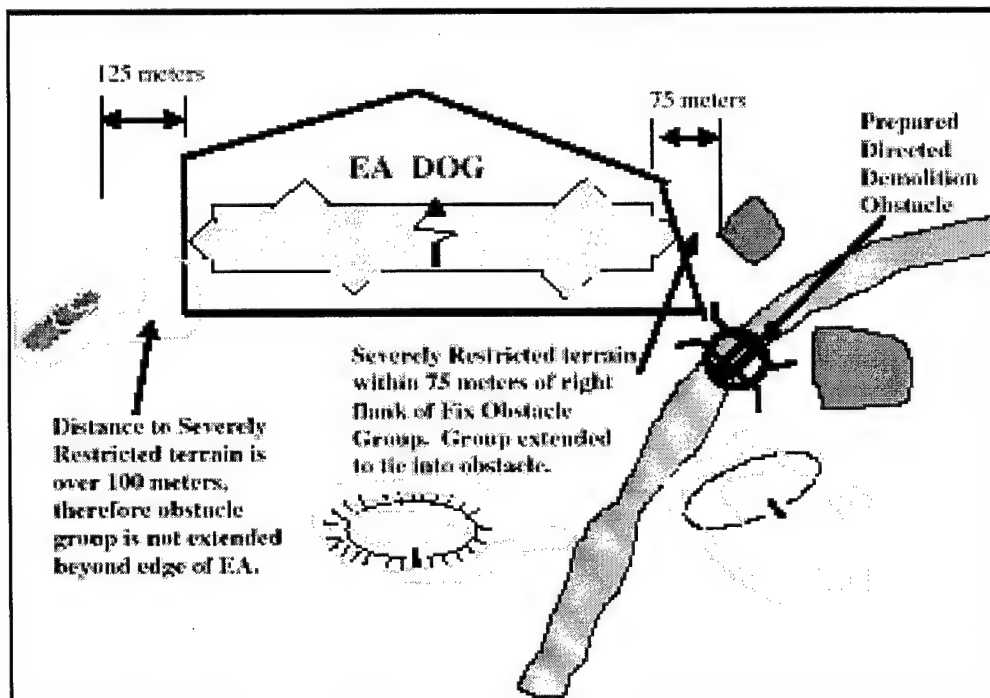 125 meters
75 meters
EA DOG
Prepared
Directed
Demolition
Obstacle
Severely Restricted terrain
within 75 meters of right
flank of Fix Obstacle
Group. Group extended
to tie into obstacle.
Distance to Severely
Restricted terrain is
over 100 meters,
therefore obstacle
group is not extended
beyond edge of EA.